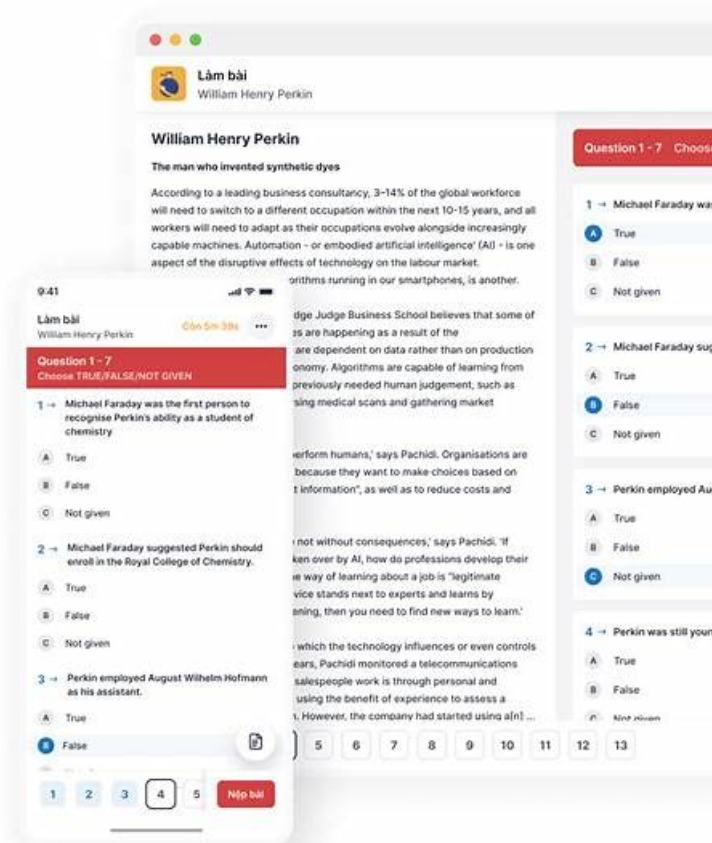 Làm bài
William Henry Perkin
William Henry Perkin
The man who invented synthetic dyes
According to a leading business consultancy, 3-14% of the global workforce
will need to switch to a different occupation within the next 10-15 years, and all
workers will need to adapt as their occupations evolve alongside increasingly
capable machines. Automation - or embodied artificial intelligence' (AI) - is one
aspect of the disruptive effects of technology on the labour market.
orithms running in our smartphones, is another.
dge Judge Business School believes that some of
es are happening as a result of the
are dependent on data rather than on production
onomy. Algorithms are capable of learning from
previously needed human judgement, such as
sing medical scans and gathering market
erform humans,' says Pachidi. Organisations are
because they want to make choices based on
t information", as well as to reduce costs and
not without consequences,' says Pachidi. 'If
ken over by AI, how do professions develop their
e way of learning about a job is "legitimate
vice stands next to experts and learns by
ening, then you need to find new ways to learn.'
which the technology influences or even controls
ears, Pachidi monitored a telecommunications
salespeople work is through personal and
using the benefit of experience to assess a
. However, the company had started using a[n] ...
Question 1 - 7 Choose
1 → Michael Faraday was
A True
B False
C Not given
2 → Michael Faraday sug
A True
B False
C Not given
3 → Perkin employed Au
A True
B False
C Not given
4 → Perkin was still youn
A True
B False
C Not given
5 6 7 8 9 10 11 12 13
9:41
Làm bài
William Henry Perkin
Còn 5m 39s
Question 1 - 7
Choose TRUE/FALSE/NOT GIVEN
1 → Michael Faraday was the first person to
recognise Perkin's ability as a student of
chemistry
A True
B False
C Not given
2 → Michael Faraday suggested Perkin should
enroll in the Royal College of Chemistry.
A True
B False
C Not given
3 → Perkin employed August Wilhelm Hofmann
as his assistant.
A True
B False
1 2 3 4 5 Nộp bài